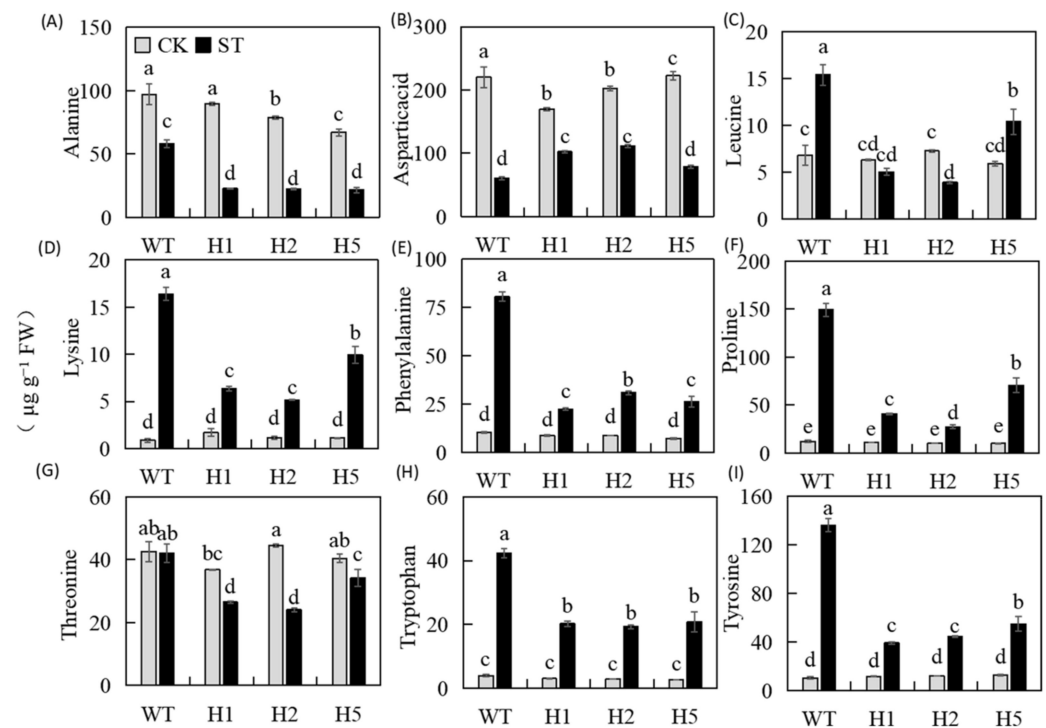 (A)
150
CK ST
a
a
b
c
100
c
Alanine
50
d
d
d
0
WT H1 H2 H5
(B)
300
a
b
b
c
200
Asparticacid
c
c
d
100
d
0
WT H1 H2 H5
(C)
20
a
15
b
Leucine
10
c
cd
cd
c
d
cd
5
0
WT H1 H2 H5
( μg g⁻¹ FW)
(D)
20
a
15
b
Lysine
10
c
c
5
d
d
d
d
0
WT H1 H2 H5
(E)
100
a
75
Phenylalanine
50
b
c
c
25
d
d
d
d
0
WT H1 H2 H5
(F)
200
a
150
Proline
100
b
c
d
50
e
e
e
e
0
WT H1 H2 H5
(G)
60
ab ab
bc
a
ab
c
40
Threonine
d
d
20
0
WT H1 H2 H5
(H)
60
a
40
Tryptophan
b
b
b
20
c
c
c
c
0
WT H1 H2 H5
(I)
160
a
120
Tyrosine
80
b
c
c
40
d
d
d
d
0
WT H1 H2 H5